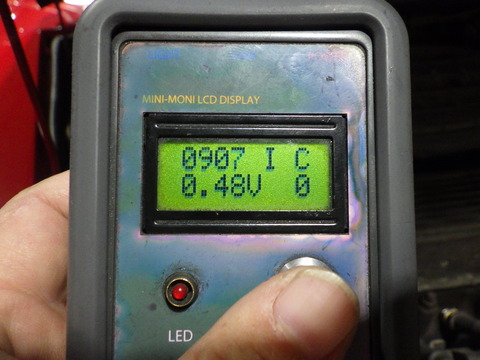 MINI-MONI LCD DISPLAY
0907 I C
0.48V 0
LED